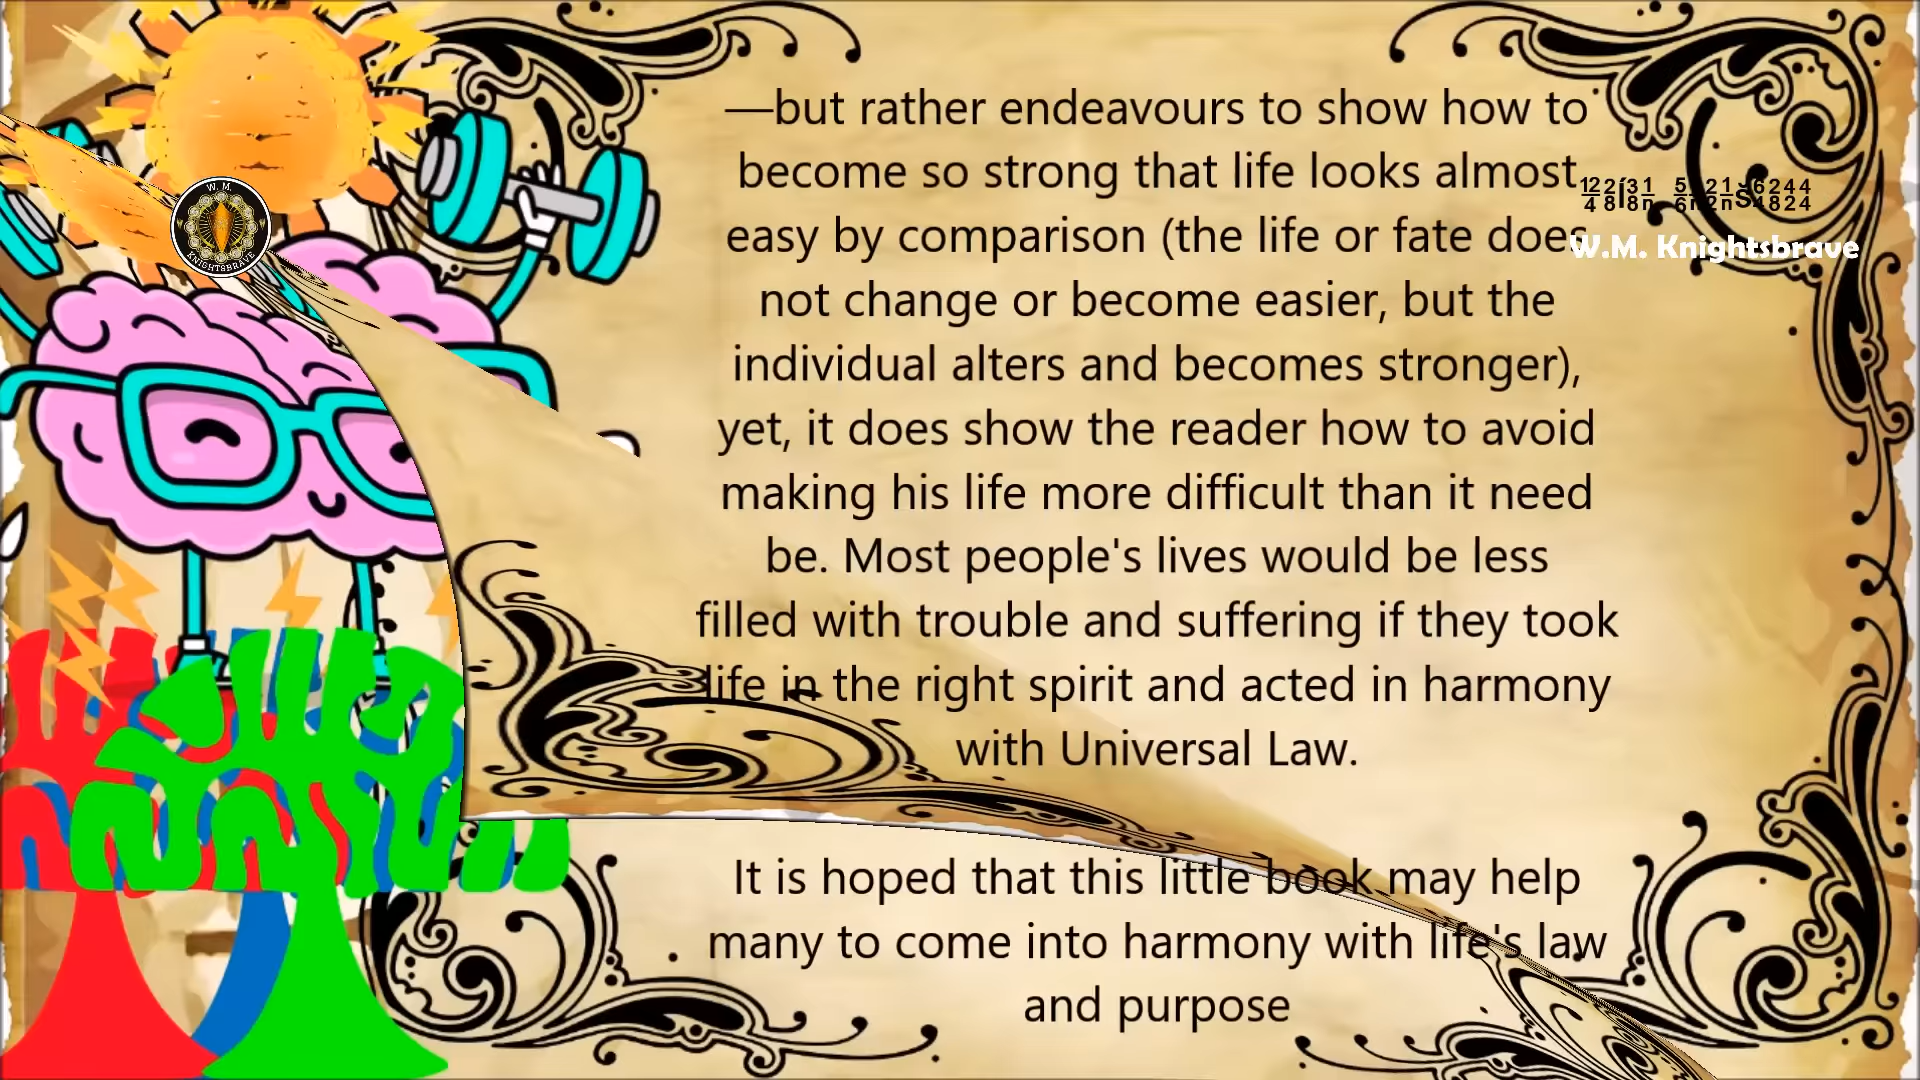 —but rather endeavours to show how to
become so strong that life looks almost
easy by comparison (the life or fate does
not change or become easier, but the
individual alters and becomes stronger),
yet, it does show the reader how to avoid
making his life more difficult than it need
be. Most people's lives would be less
filled with trouble and suffering if they took
life in the right spirit and acted in harmony
with Universal Law.
It is hoped that this little book may help
many to come into harmony with life's law
and purpose
W.M. Knightsbrave
W. M.
KNIGHTSBRAVE